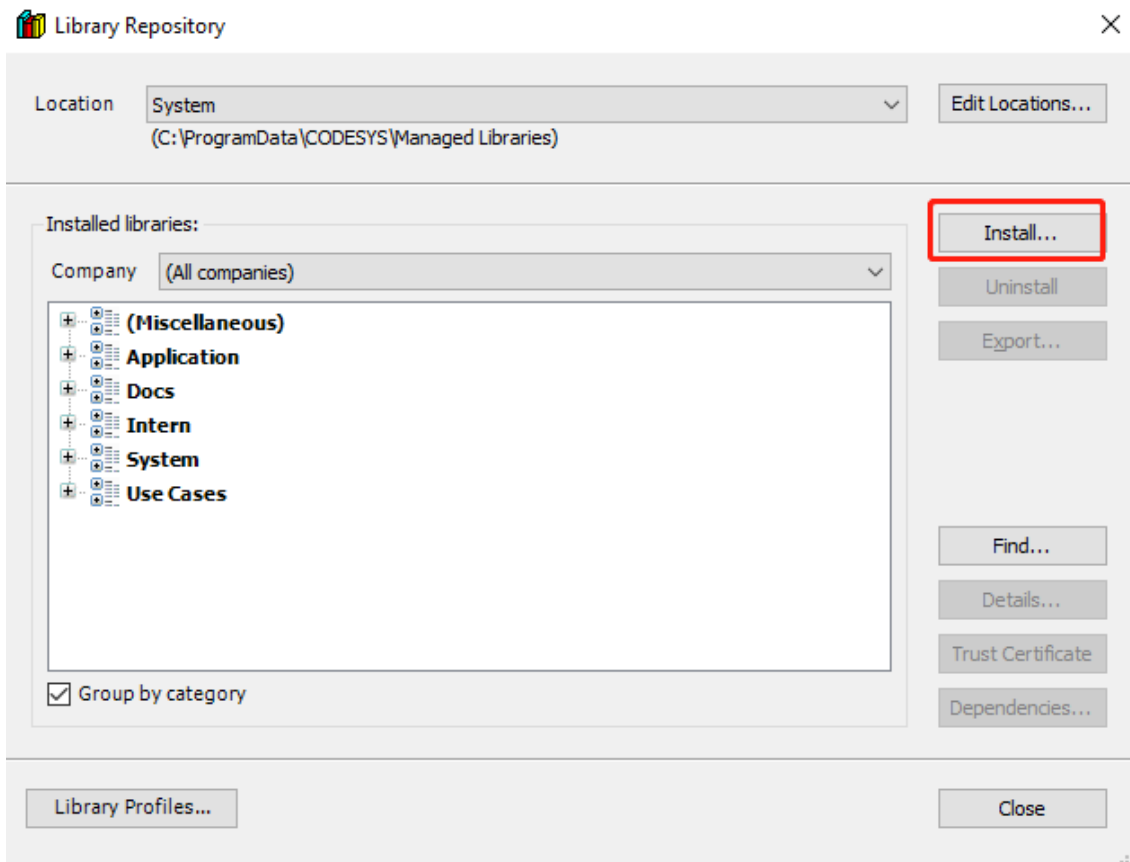 Library Repository
Location
System
Edit Locations...
(C:\ProgramData\CODESYS\Managed Libraries)
Installed libraries:
Install...
Company
(All companies)
Uninstall
(Miscellaneous)
Export...
Application
Docs
Intern
System
Use Cases
Find...
Details...
Trust Certificate
Group by category
Dependencies...
Library Profiles...
Close